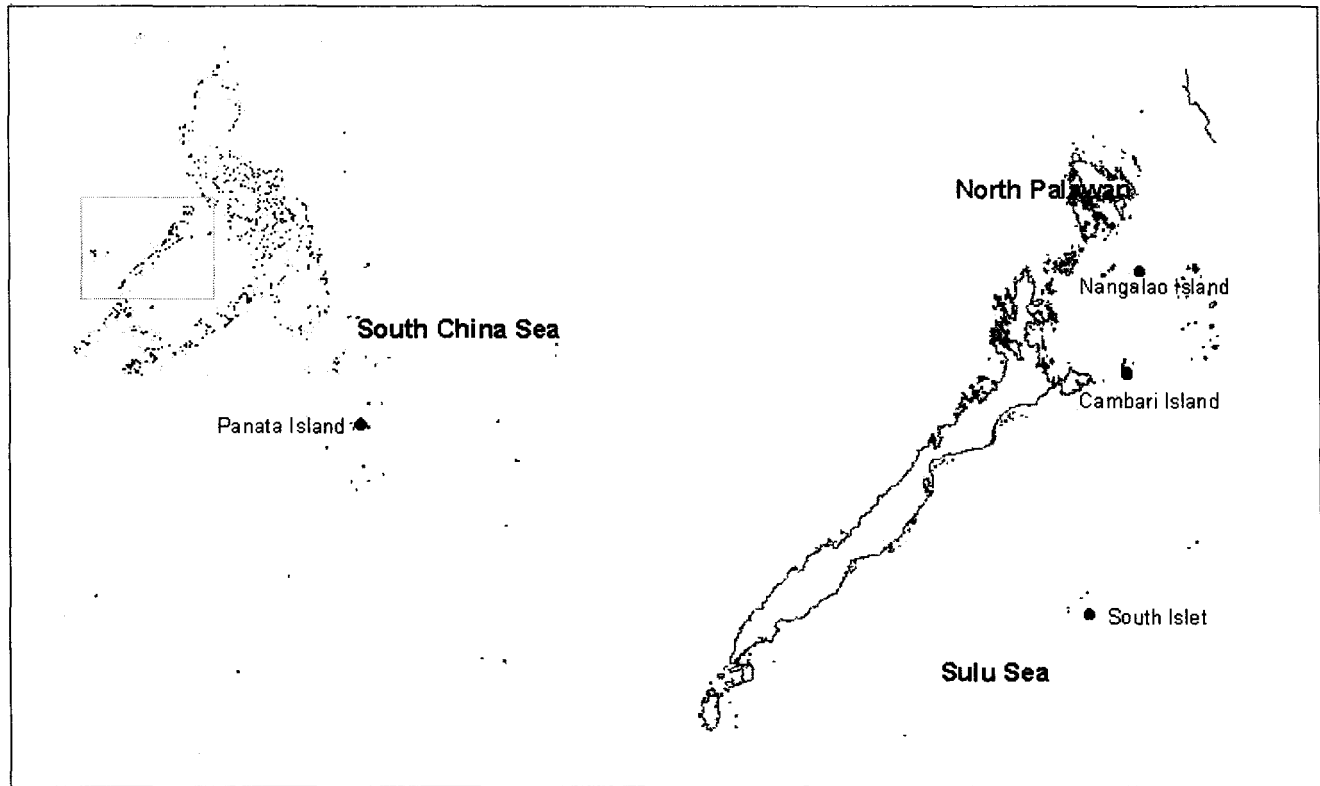 North Palawan
Nangalao Island
South China Sea
Cambari Island
Panata Island
South Islet
Sulu Sea